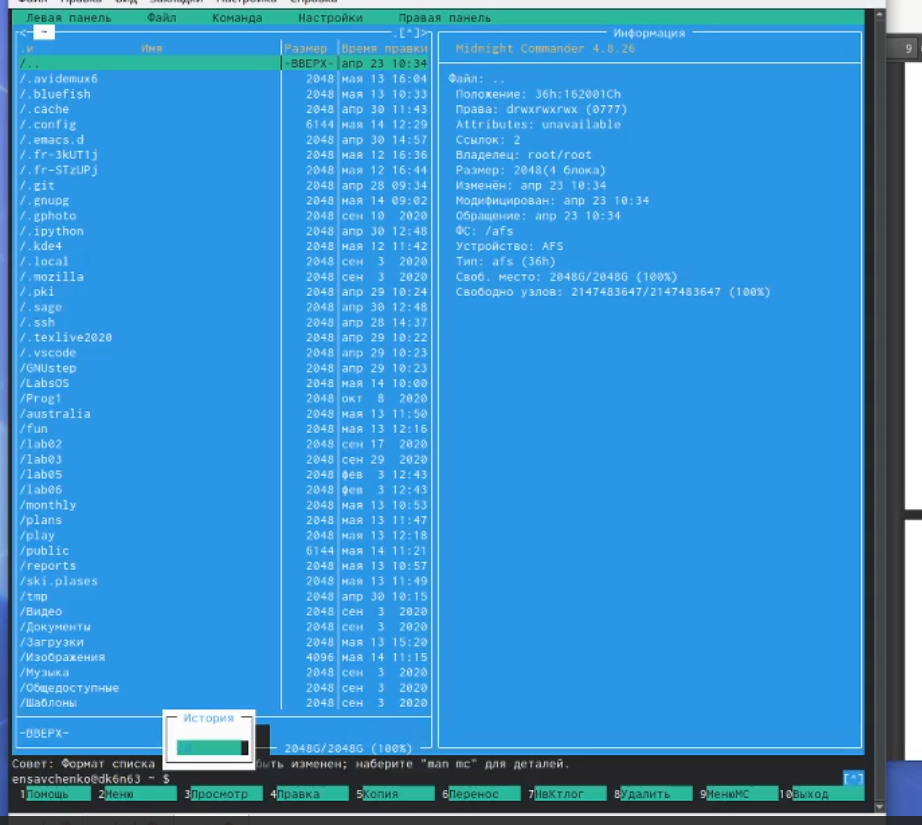 Файл Правка Вид Закладки Настройка Справка
Левая панель Файл Команда Настройки Правая панель
~ .[^]>
.и Имя Размер Время правки
/.. -ВВЕРХ- апр 23 10:34
/.avidemux6 2048 мая 13 16:04
/.bluefish 2048 мая 13 10:33
/.cache 2048 апр 30 11:43
/.config 6144 мая 14 12:29
/.emacs.d 2048 апр 30 14:57
/.fr-3kUT1j 2048 мая 12 16:36
/.fr-STzUPj 2048 мая 12 16:44
/.git 2048 апр 28 09:34
/.gnupg 2048 мая 14 09:02
/.gphoto 2048 сен 10 2020
/.ipython 2048 апр 30 12:48
/.kde4 2048 мая 12 11:42
/.local 2048 сен 3 2020
/.mozilla 2048 сен 3 2020
/.pki 2048 апр 29 10:24
/.sage 2048 апр 30 12:48
/.ssh 2048 апр 28 14:37
/.texlive2020 2048 апр 29 10:22
/.vscode 2048 апр 29 10:23
/GNUstep 2048 апр 29 10:23
/LabsOS 2048 мая 14 10:00
/Prog1 2048 окт 8 2020
/australia 2048 мая 13 11:50
/fun 2048 мая 13 12:16
/lab02 2048 сен 17 2020
/lab03 2048 сен 29 2020
/lab05 2048 фев 3 12:43
/lab06 2048 фев 3 12:43
/monthly 2048 мая 13 10:53
/plans 2048 мая 13 11:47
/play 2048 мая 13 12:18
/public 6144 мая 14 11:21
/reports 2048 мая 13 10:57
/ski.plases 2048 мая 13 11:49
/tmp 2048 апр 30 10:15
/Видео 2048 сен 3 2020
/Документы 2048 сен 3 2020
/Загрузки 2048 мая 13 15:20
/Изображения 4096 мая 14 11:15
/Музыка 2048 сен 3 2020
/Общедоступные 2048 сен 3 2020
/Шаблоны 2048 сен 3 2020
-ВВЕРХ-
2048G/2048G (100%)
История
Информация
Midnight Commander 4.8.26
Файл: ..
Положение: 36h:162001Ch
Права: drwxrwxrwx (0777)
Attributes: unavailable
Ссылок: 2
Владелец: root/root
Размер: 2048(4 блока)
Изменён: апр 23 10:34
Модифицирован: апр 23 10:34
Обращение: апр 23 10:34
ФС: /afs
Устройство: AFS
Тип: afs (36h)
Своб. место: 2048G/2048G (100%)
Свободно узлов: 2147483647/2147483647 (100%)
9
Совет: Формат списка быть изменен; наберите "man mc" для деталей.
ensavchenko@dk6n63 ~ $ [^]
1Помощь 2Меню 3Просмотр 4Правка 5Копия 6Перенос 7НвКтлог 8Удалить 9МенюМС 10Выход